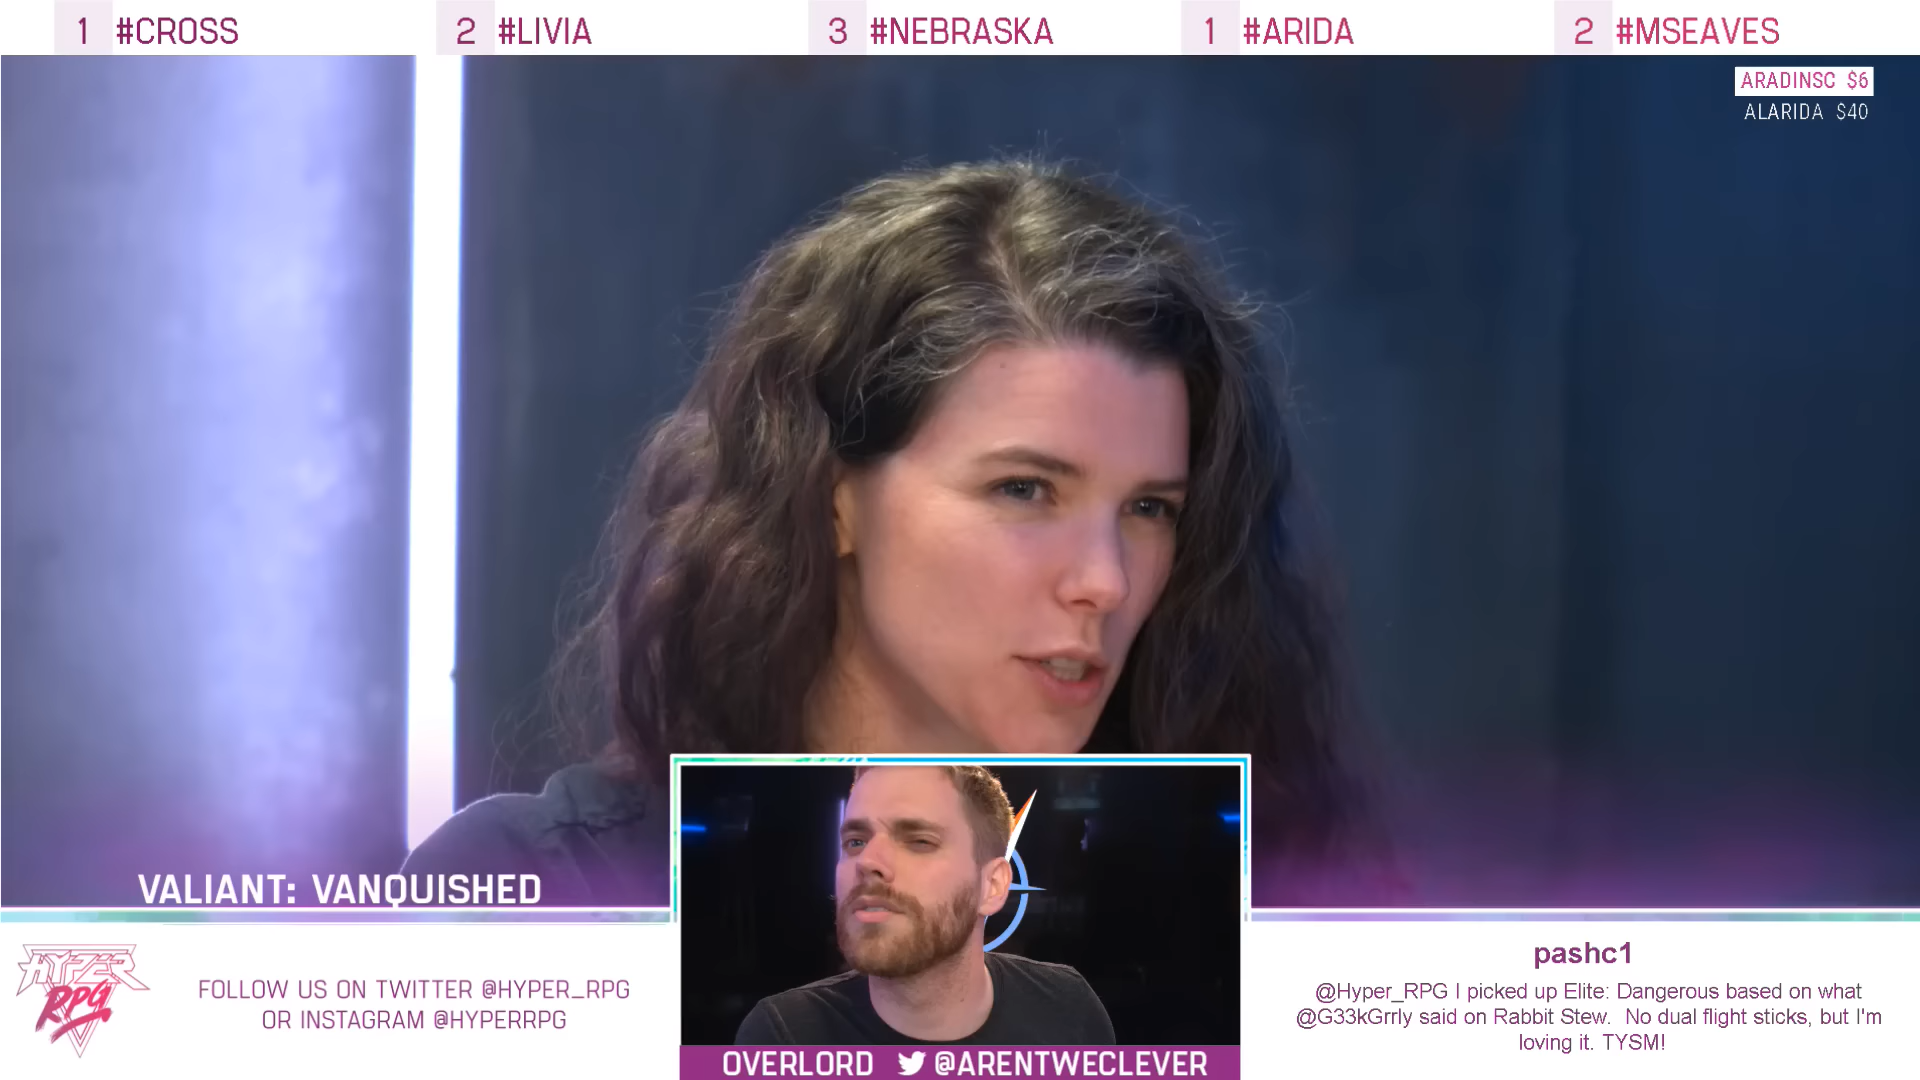 1 #CROSS 2 #LIVIA 3 #NEBRASKA 1 #ARIDA 2 #MSEAVES
ARADINSC $6
ALARIDA $40
VALIANT: VANQUISHED
HYPER
RPG
FOLLOW US ON TWITTER @HYPER_RPG
OR INSTAGRAM @HYPERRPG
OVERLORD @ARENTWECLEVER
pashc1
@Hyper_RPG I picked up Elite: Dangerous based on what
@G33kGrrly said on Rabbit Stew. No dual flight sticks, but I'm
loving it. TYSM!